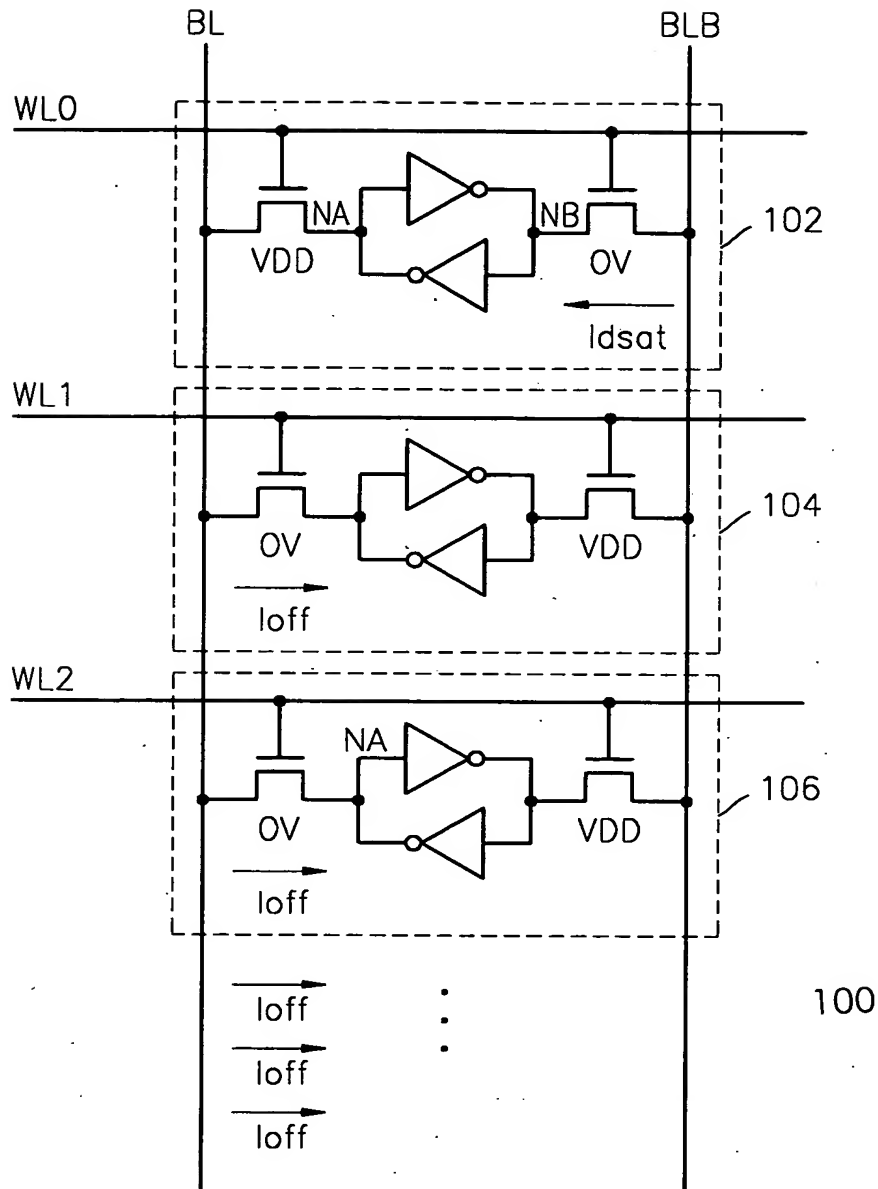 BL BLB
WL0
NA NB
VDD 0V
102
Idsat
WL1
104
0V VDD
Ioff
WL2
NA
106
0V VDD
Ioff
Ioff
100
Ioff
Ioff